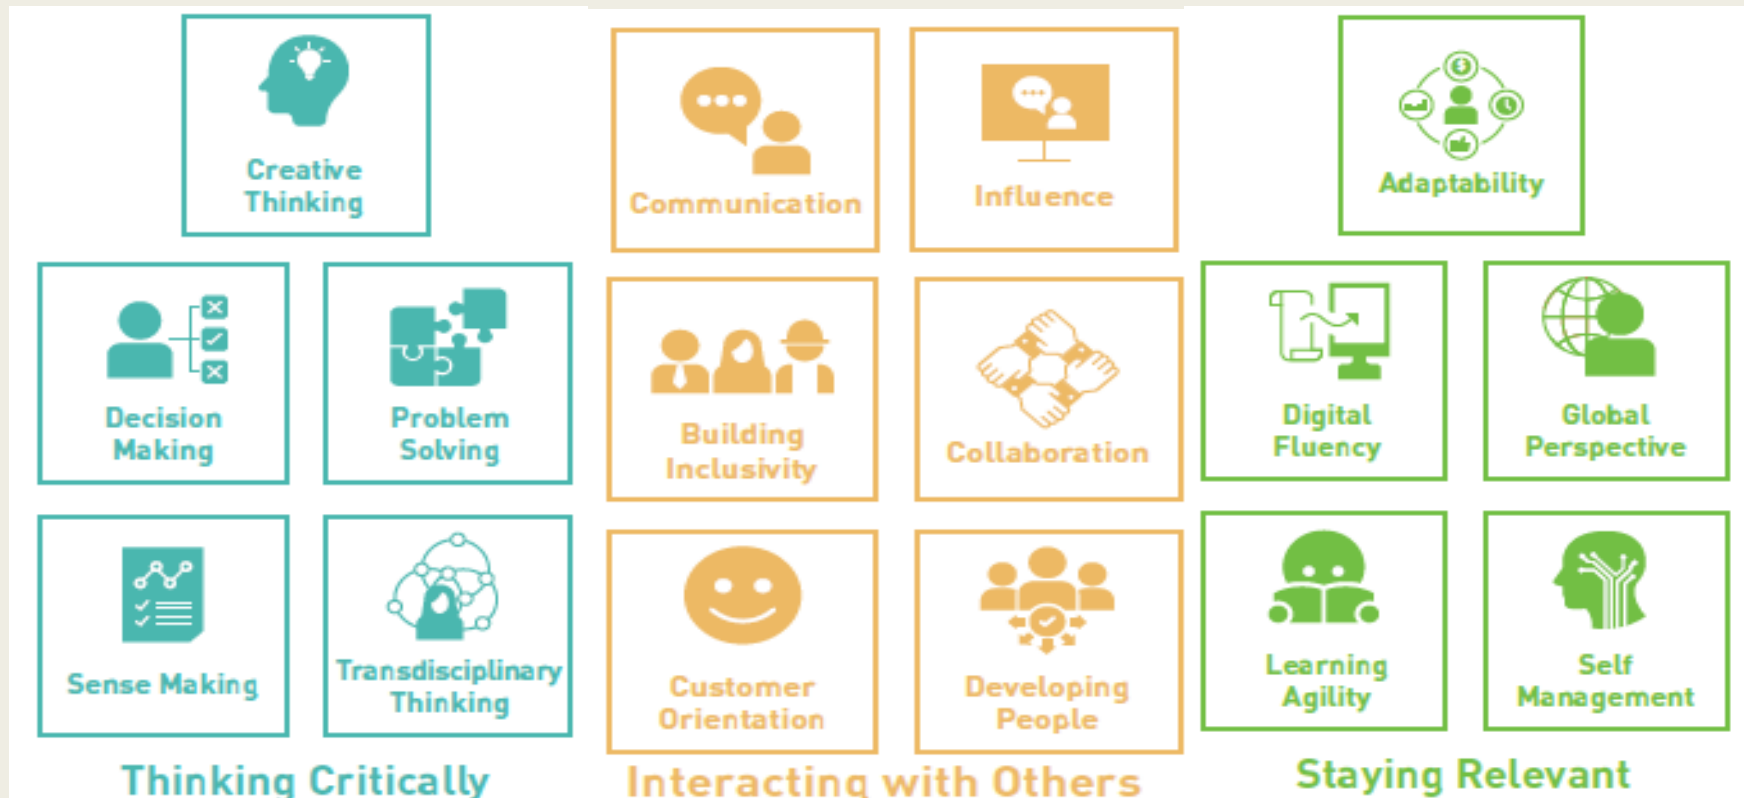 Creative
Thinking
Decision
Making
Problem
Solving
Sense Making
Transdisciplinary
Thinking
Thinking Critically
Communication
Influence
Building
Inclusivity
Collaboration
Customer
Orientation
Developing
People
Interacting with Others
Adaptability
Digital
Fluency
Global
Perspective
Learning
Agility
Self
Management
Staying Relevant